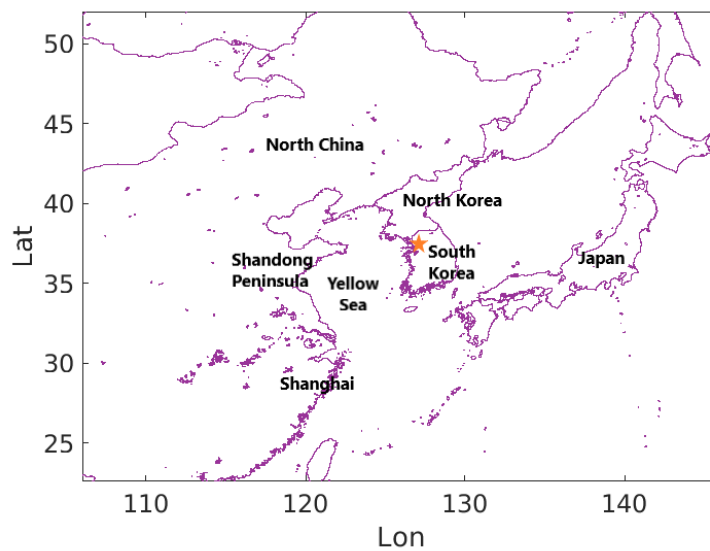 50
45
40
35
30
25
Lat
North China
North Korea
Shandong
Peninsula
South
Korea
Japan
Yellow
Sea
Shanghai
110
120
130
140
Lon